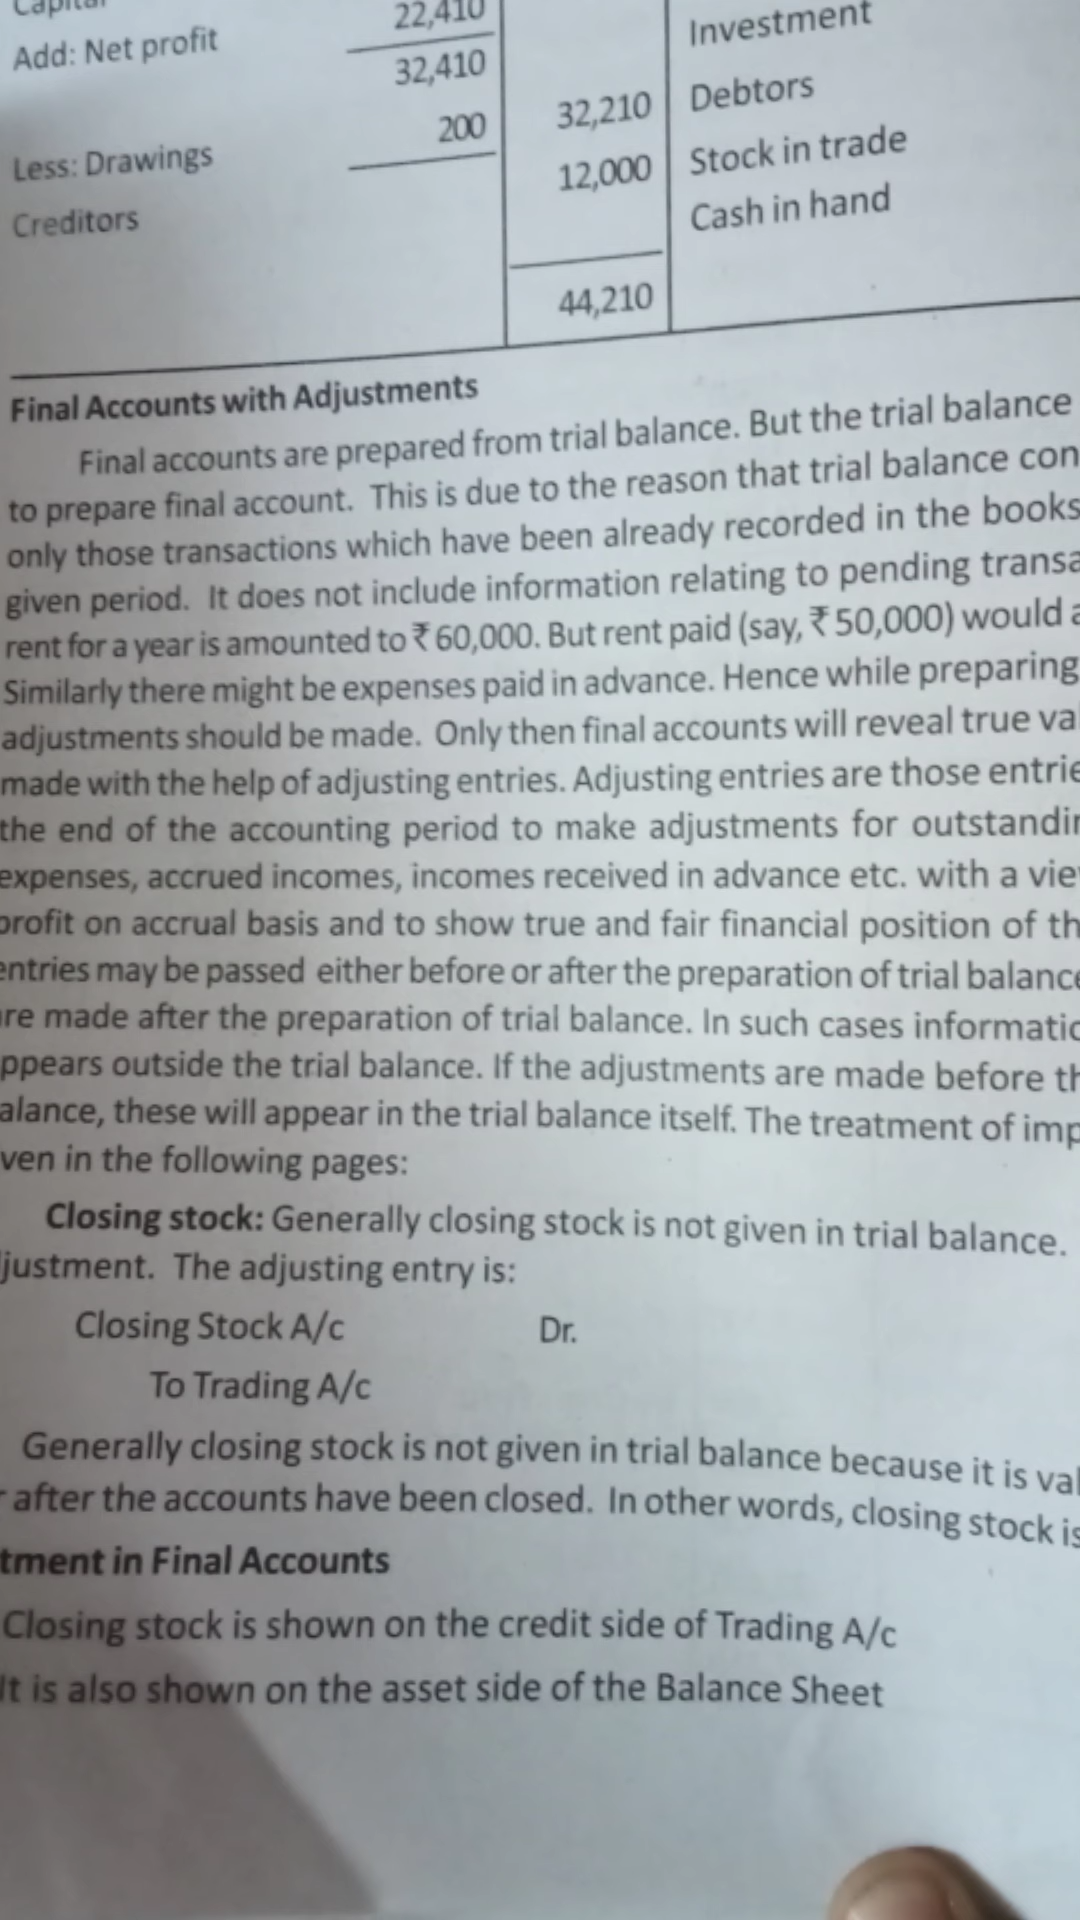 Capital
22,410
Investment
Add: Net profit
32,410
32,210
Debtors
200
Less: Drawings
12,000
Stock in trade
Creditors
Cash in hand
44,210
Final Accounts with Adjustments
Final accounts are prepared from trial balance. But the trial balance
to prepare final account. This is due to the reason that trial balance con
only those transactions which have been already recorded in the books
given period. It does not include information relating to pending transa
rent for a year is amounted to ₹ 60,000. But rent paid (say, ₹ 50,000) would a
Similarly there might be expenses paid in advance. Hence while preparing
adjustments should be made. Only then final accounts will reveal true va
made with the help of adjusting entries. Adjusting entries are those entrie
the end of the accounting period to make adjustments for outstandin
expenses, accrued incomes, incomes received in advance etc. with a vie
profit on accrual basis and to show true and fair financial position of th
entries may be passed either before or after the preparation of trial balance
re made after the preparation of trial balance. In such cases informatio
ppears outside the trial balance. If the adjustments are made before th
alance, these will appear in the trial balance itself. The treatment of imp
ven in the following pages:
Closing stock: Generally closing stock is not given in trial balance.
justment. The adjusting entry is:
Closing Stock A/c Dr.
To Trading A/c
Generally closing stock is not given in trial balance because it is val
after the accounts have been closed. In other words, closing stock is
tment in Final Accounts
Closing stock is shown on the credit side of Trading A/c
It is also shown on the asset side of the Balance Sheet